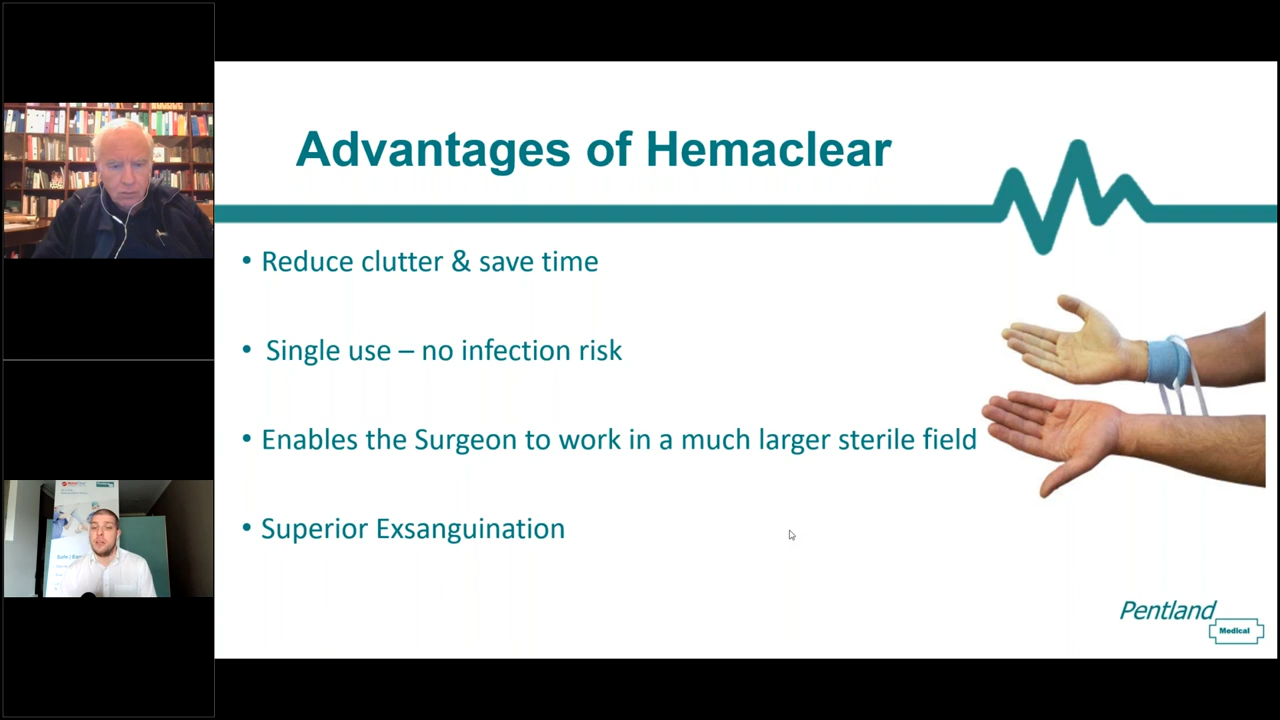 Advantages of Hemaclear
• Reduce clutter & save time
• Single use – no infection risk
• Enables the Surgeon to work in a much larger sterile field
• Superior Exsanguination
Pentland
Medical